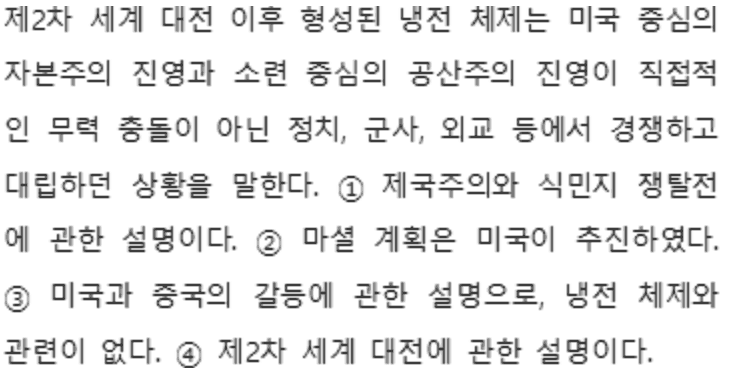 제2차 세계 대전 이후 형성된 냉전 체제는 미국 중심의
자본주의 진영과 소련 중심의 공산주의 진영이 직접적
인 무력 충돌이 아닌 정치, 군사, 외교 등에서 경쟁하고
대립하던 상황을 말한다. ① 제국주의와 식민지 쟁탈전
에 관한 설명이다. ② 마셜 계획은 미국이 추진하였다.
③ 미국과 중국의 갈등에 관한 설명으로, 냉전 체제와
관련이 없다. ④ 제2차 세계 대전에 관한 설명이다.